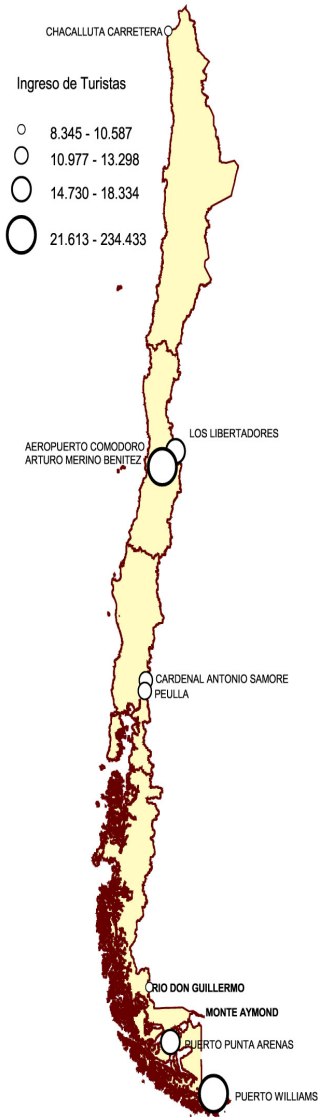 CHACALLUTA CARRETERA
Ingreso de Turistas
8.345 - 10.587
10.977 - 13.298
14.730 - 18.334
21.613 - 234.433
LOS LIBERTADORES
AEROPUERTO COMODORO
ARTURO MERINO BENITEZ
CARDENAL ANTONIO SAMORE
PEULLA
RIO DON GUILLERMO
MONTE AYMOND
PUERTO PUNTA ARENAS
PUERTO WILLIAMS